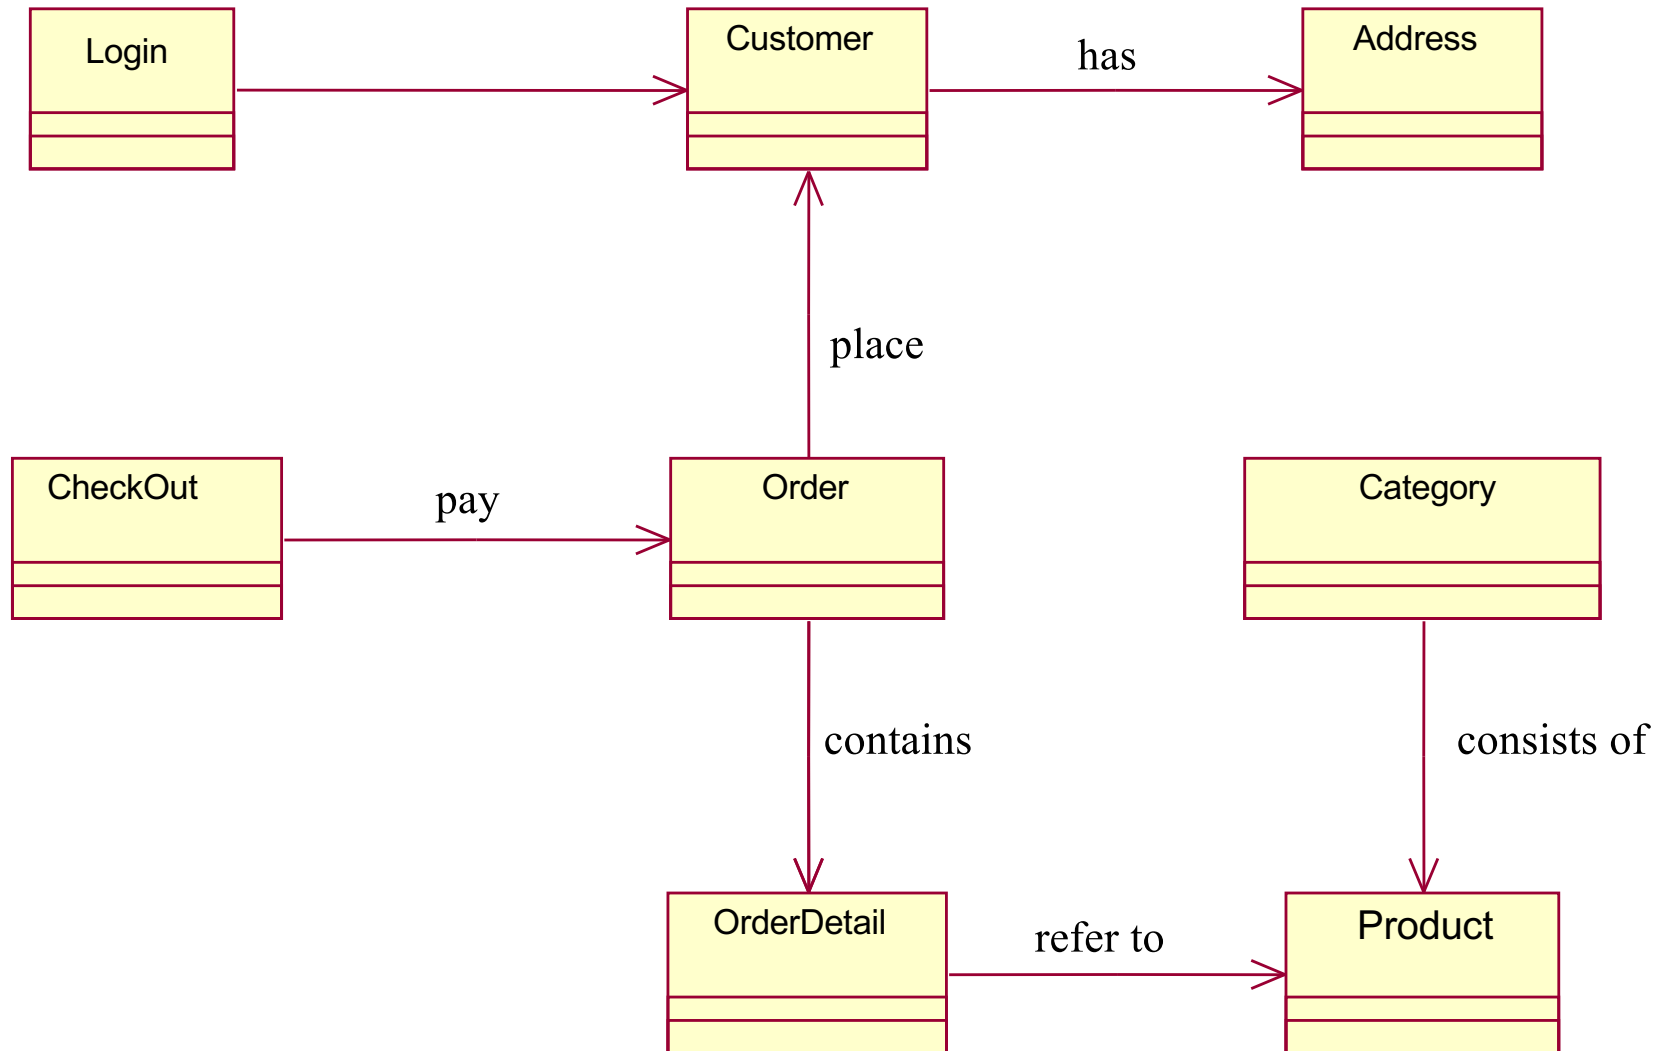 Login
Customer
has
Address
place
CheckOut
pay
Order
Category
contains
consists of
OrderDetail
refer to
Product